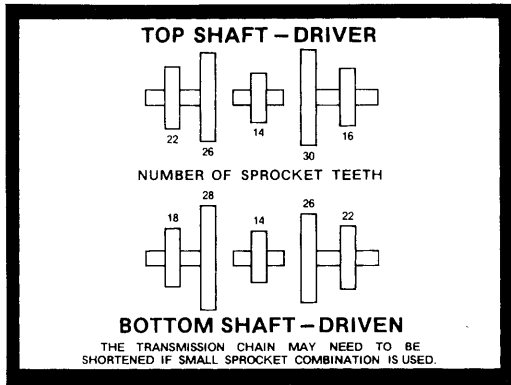 TOP SHAFT – DRIVER
22 26 14 30 16
NUMBER OF SPROCKET TEETH
18 28 14 26 22
BOTTOM SHAFT – DRIVEN
THE TRANSMISSION CHAIN MAY NEED TO BE
SHORTENED IF SMALL SPROCKET COMBINATION IS USED.